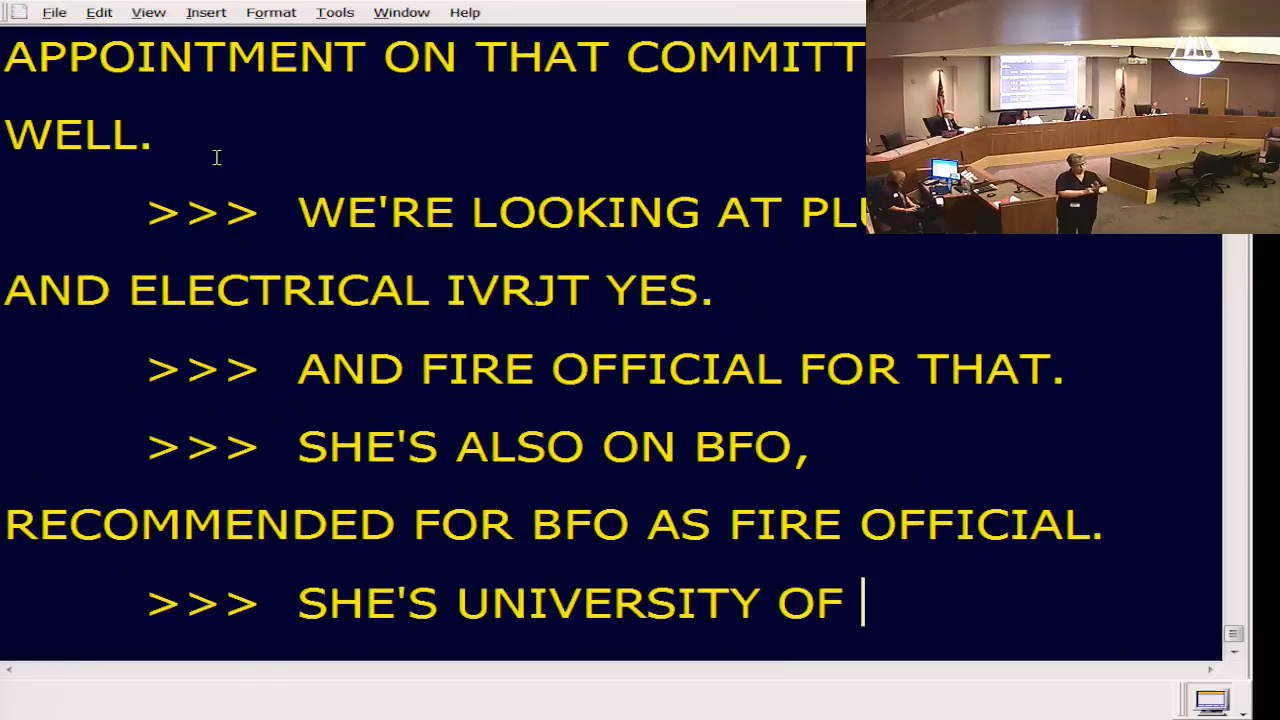 File Edit View Insert Format Tools Window Help
APPOINTMENT ON THAT COMMITT
WELL.
>>> WE'RE LOOKING AT PLU
AND ELECTRICAL IVRJT YES.
>>> AND FIRE OFFICIAL FOR THAT.
>>> SHE'S ALSO ON BFO,
RECOMMENDED FOR BFO AS FIRE OFFICIAL.
>>> SHE'S UNIVERSITY OF